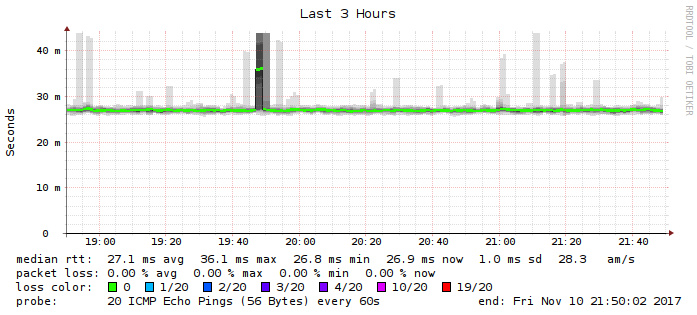 Last 3 Hours
RRDTOOL / TOBI OETIKER
Seconds
40 m
30 m
20 m
10 m
0
19:00 19:20 19:40 20:00 20:20 20:40 21:00 21:20 21:40
median rtt: 27.1 ms avg 36.1 ms max 26.8 ms min 26.9 ms now 1.0 ms sd 28.3 am/s
packet loss: 0.00 % avg 0.00 % max 0.00 % min 0.00 % now
loss color: 0 1/20 2/20 3/20 4/20 10/20 19/20
probe: 20 ICMP Echo Pings (56 Bytes) every 60s end: Fri Nov 10 21:50:02 2017